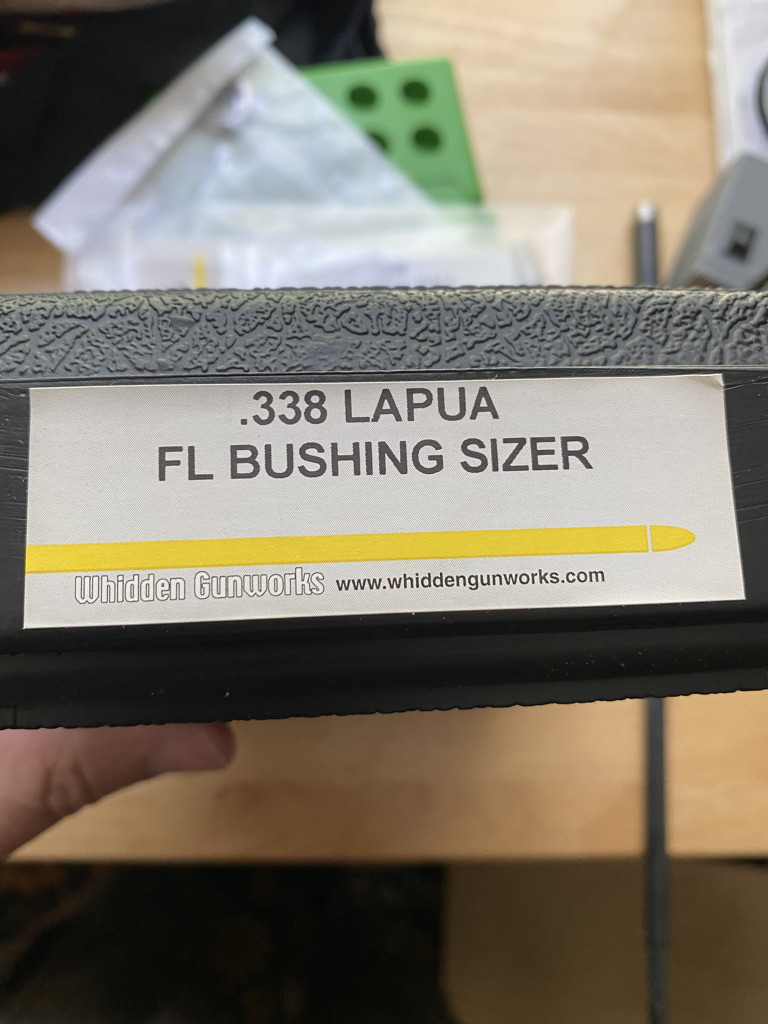 .338 LAPUA
FL BUSHING SIZER
Whidden Gunworks www.whiddengunworks.com